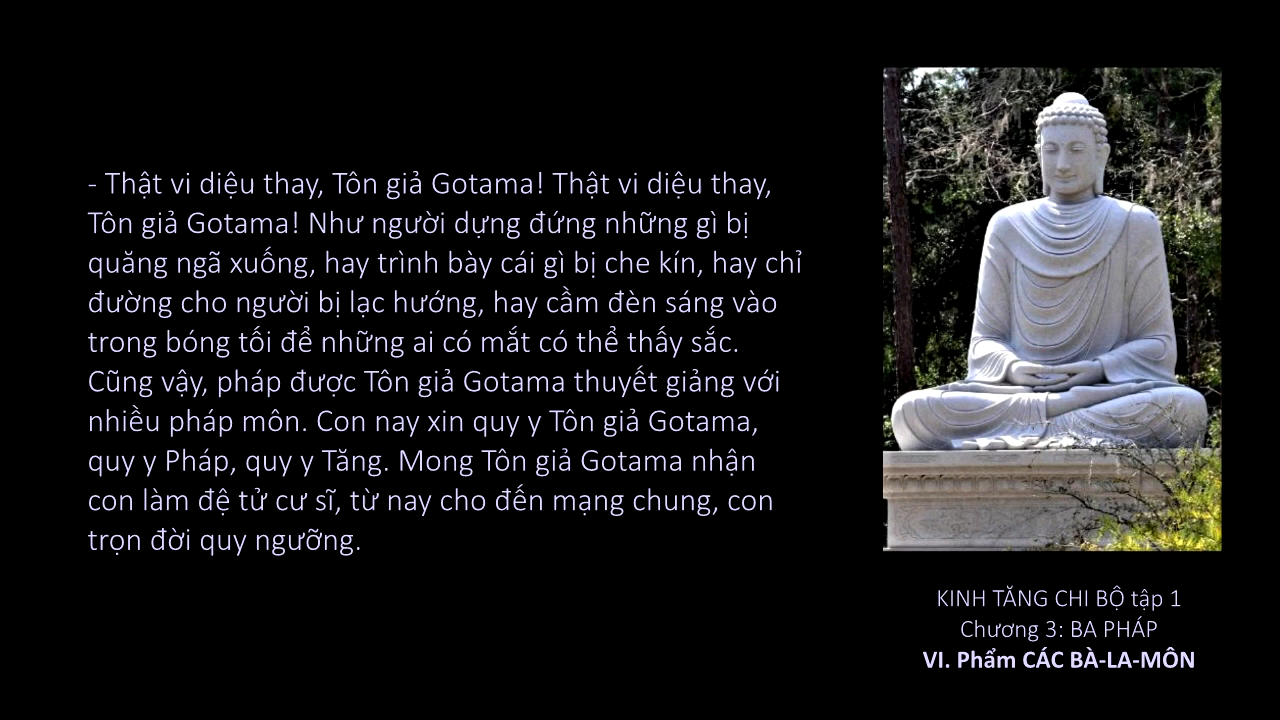 - Thật vi diệu thay, Tôn giả Gotama! Thật vi diệu thay,
Tôn giả Gotama! Như người dựng đứng những gì bị
quăng ngã xuống, hay trình bày cái gì bị che kín, hay chỉ
đường cho người bị lạc hướng, hay cầm đèn sáng vào
trong bóng tối để những ai có mắt có thể thấy sắc.
Cũng vậy, pháp được Tôn giả Gotama thuyết giảng với
nhiều pháp môn. Con nay xin quy y Tôn giả Gotama,
quy y Pháp, quy y Tăng. Mong Tôn giả Gotama nhận
con làm đệ tử cư sĩ, từ nay cho đến mạng chung, con
trọn đời quy ngưỡng.
KINH TĂNG CHI BỘ tập 1
Chương 3: BA PHÁP
VI. Phẩm CÁC BÀ-LA-MÔN